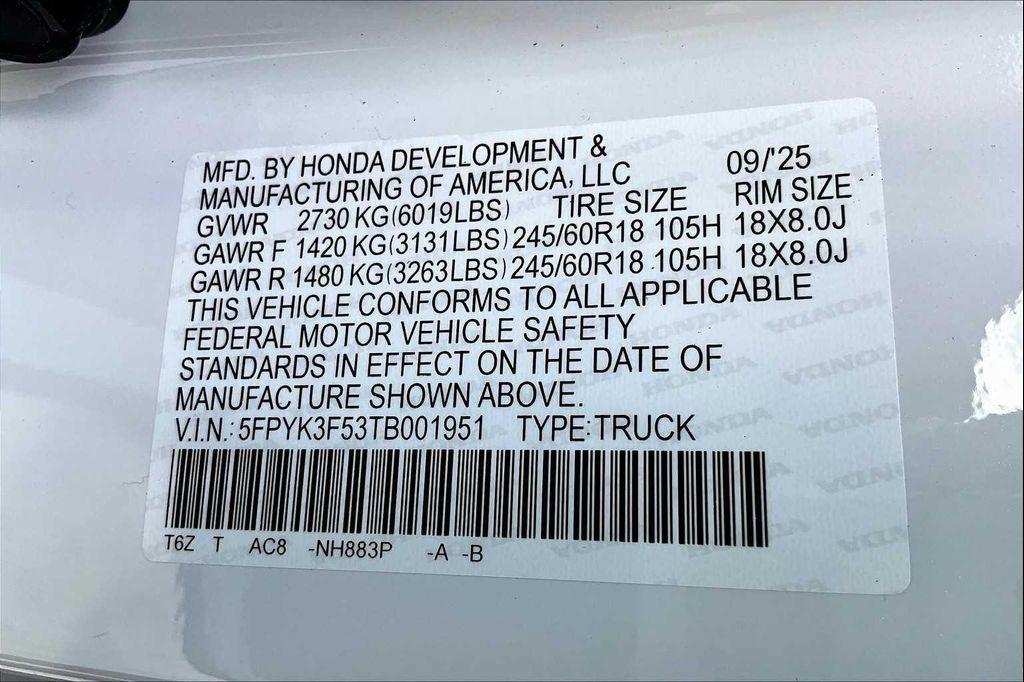 MFD. BY HONDA DEVELOPMENT &
MANUFACTURING OF AMERICA, LLC 09/'25
GVWR 2730 KG(6019LBS) TIRE SIZE RIM SIZE
GAWR F 1420 KG(3131LBS) 245/60R18 105H 18X8.0J
GAWR R 1480 KG(3263LBS) 245/60R18 105H 18X8.0J
THIS VEHICLE CONFORMS TO ALL APPLICABLE
FEDERAL MOTOR VEHICLE SAFETY
STANDARDS IN EFFECT ON THE DATE OF
MANUFACTURE SHOWN ABOVE.
V.I.N.: 5FPYK3F53TB001951 TYPE:TRUCK
T6Z T AC8 -NH883P -A -B